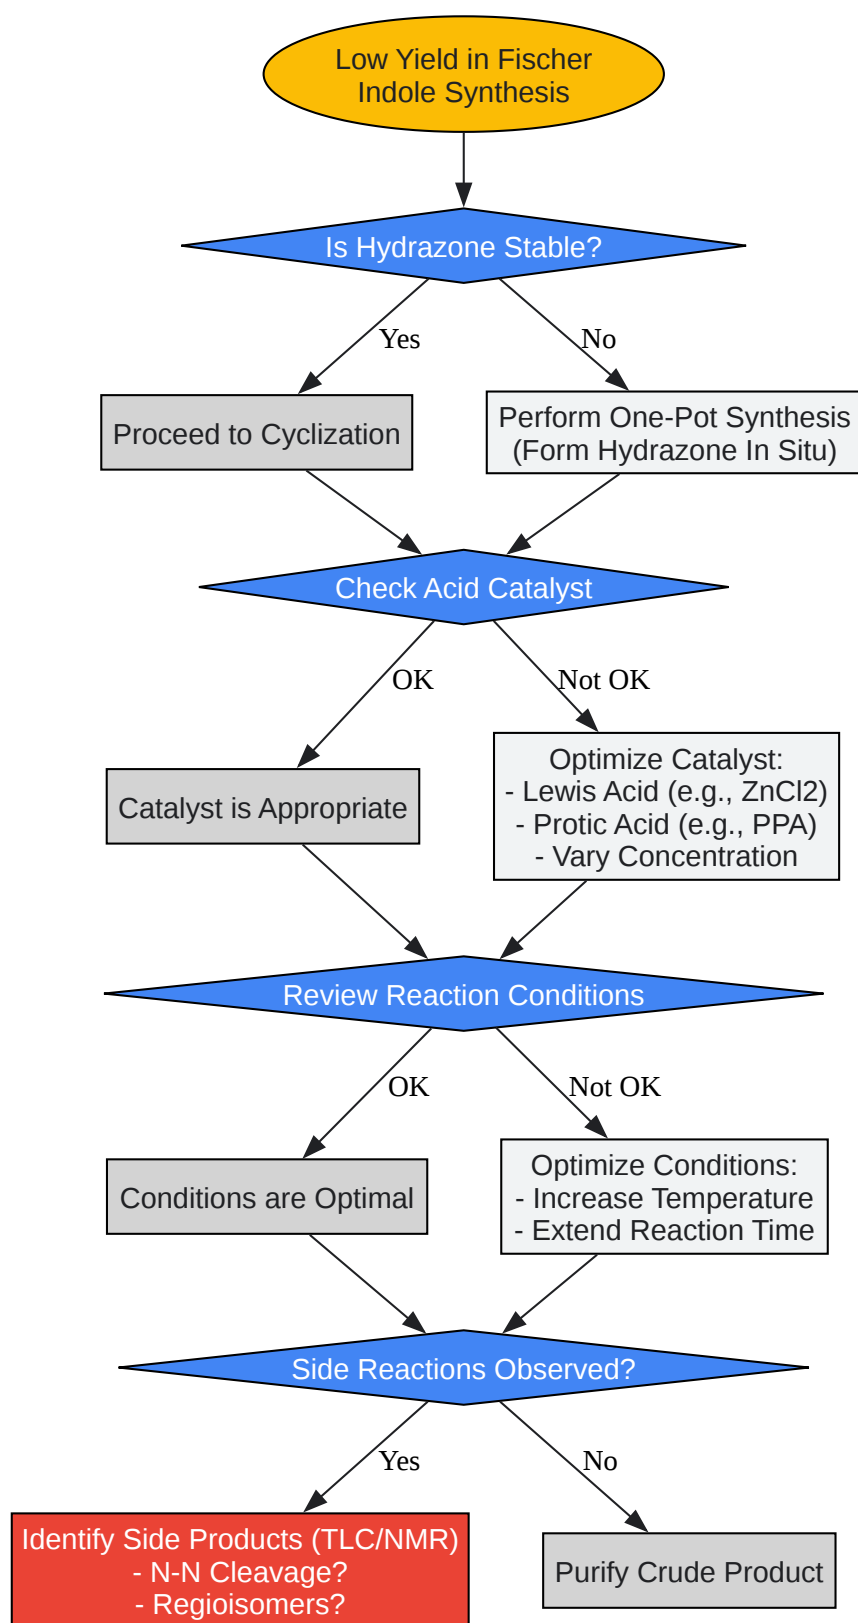 Low Yield in Fischer
Indole Synthesis
Is Hydrazone Stable?
Yes
No
Proceed to Cyclization
Perform One-Pot Synthesis
(Form Hydrazone In Situ)
Check Acid Catalyst
OK
Not OK
Catalyst is Appropriate
Optimize Catalyst:
- Lewis Acid (e.g., ZnCl2)
- Protic Acid (e.g., PPA)
- Vary Concentration
Review Reaction Conditions
OK
Not OK
Conditions are Optimal
Optimize Conditions:
- Increase Temperature
- Extend Reaction Time
Side Reactions Observed?
Yes
No
Identify Side Products (TLC/NMR)
- N-N Cleavage?
- Regioisomers?
Purify Crude Product